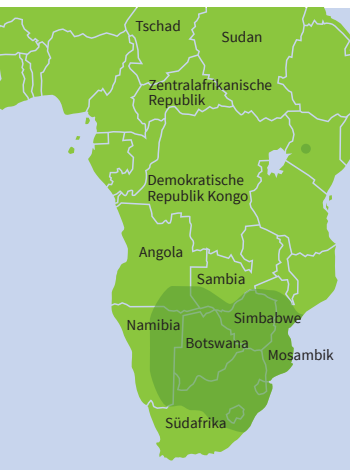 Tschad
Sudan
Zentralafrikanische
Republik
Demokratische
Republik Kongo
Angola
Sambia
Simbabwe
Namibia
Botswana
Mosambik
Südafrika